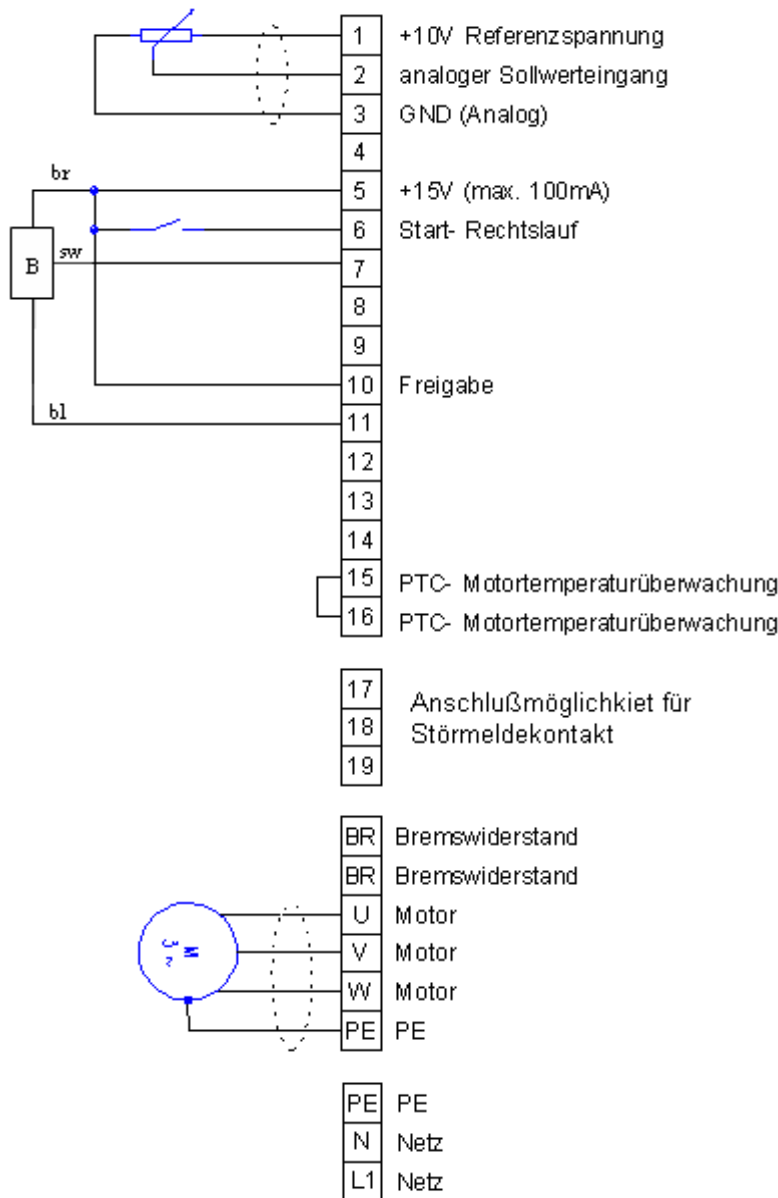 1 +10V Referenzspannung
2 analoger Sollwerteingang
3 GND (Analog)
4
br
5 +15V (max. 100mA)
6 Start- Rechtslauf
B
sw
7
8
9
10 Freigabe
bl
11
12
13
14
15 PTC- Motortemperaturüberwachung
16 PTC- Motortemperaturüberwachung
17
18
19
Anschlußmöglichkiet für
Störmeldekontakt
BR Bremswiderstand
BR Bremswiderstand
U Motor
M
3~
V Motor
W Motor
PE PE
PE PE
N Netz
L1 Netz